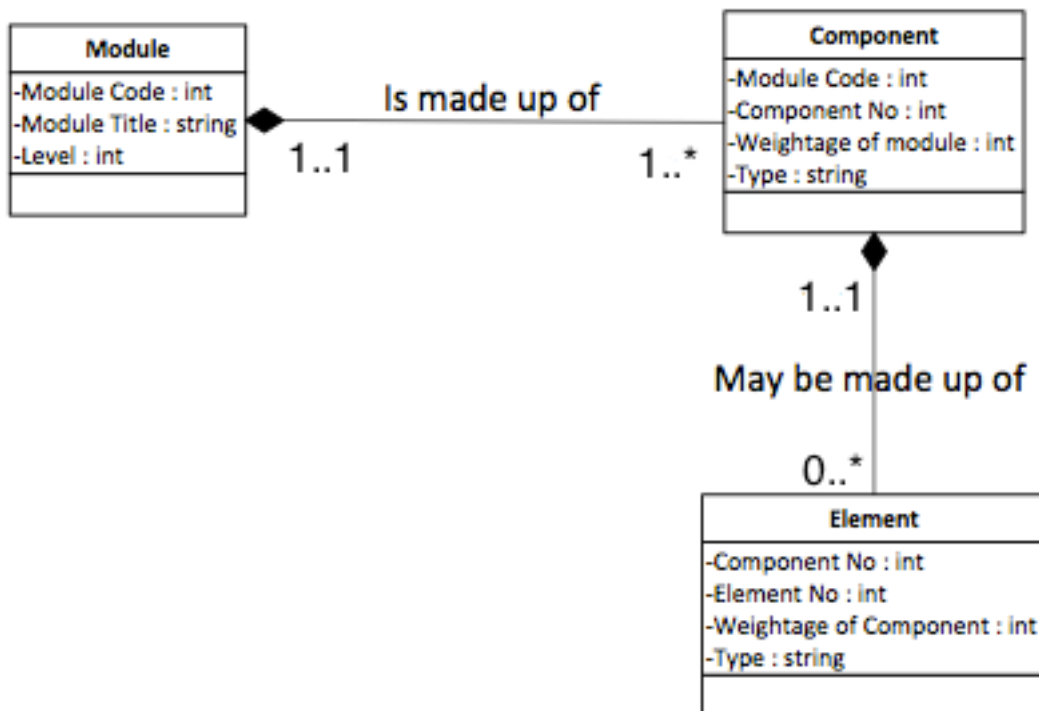 Module
-Module Code : int
-Module Title : string
-Level : int
Is made up of
1..1
1..*
Component
-Module Code : int
-Component No : int
-Weightage of module : int
-Type : string
1..1
May be made up of
0..*
Element
-Component No : int
-Element No : int
-Weightage of Component : int
-Type : string